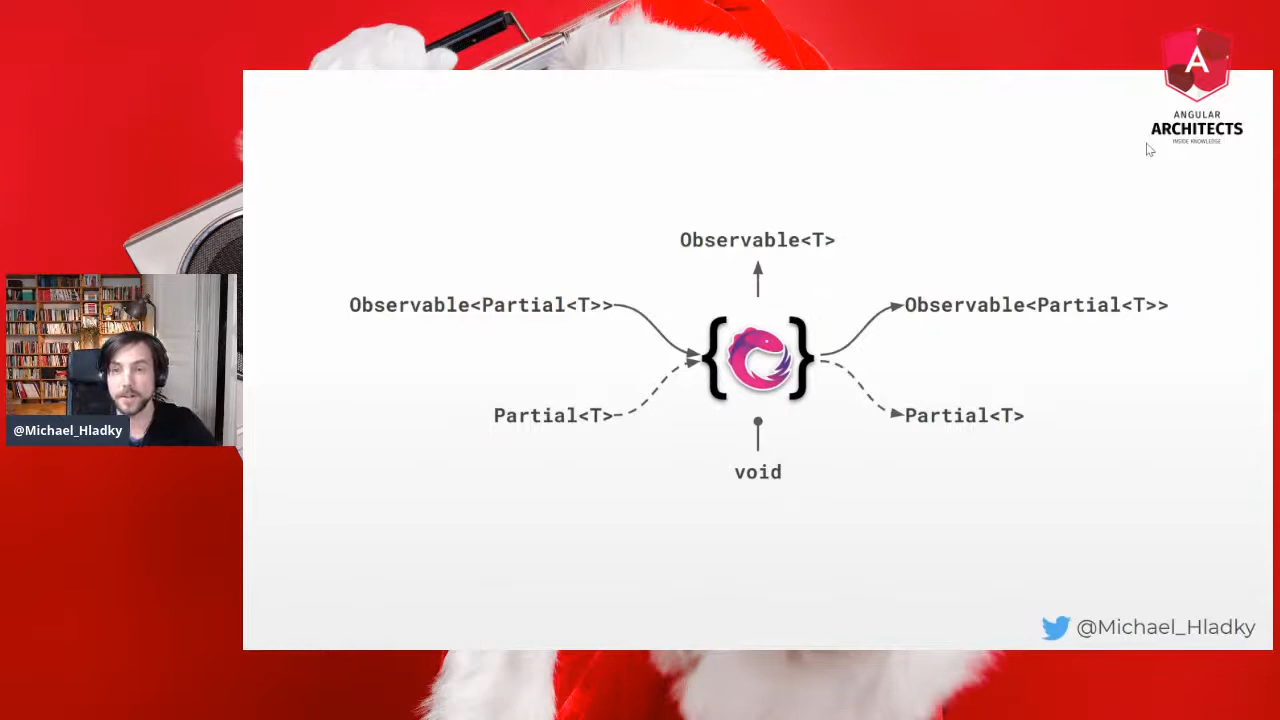 A
ANGULAR
ARCHITECTS
INSIDE KNOWLEDGE
Observable<T>
Observable<Partial<T>>
Observable<Partial<T>>
{ }
Partial<T>
Partial<T>
void
@Michael_Hladky
@Michael_Hladky